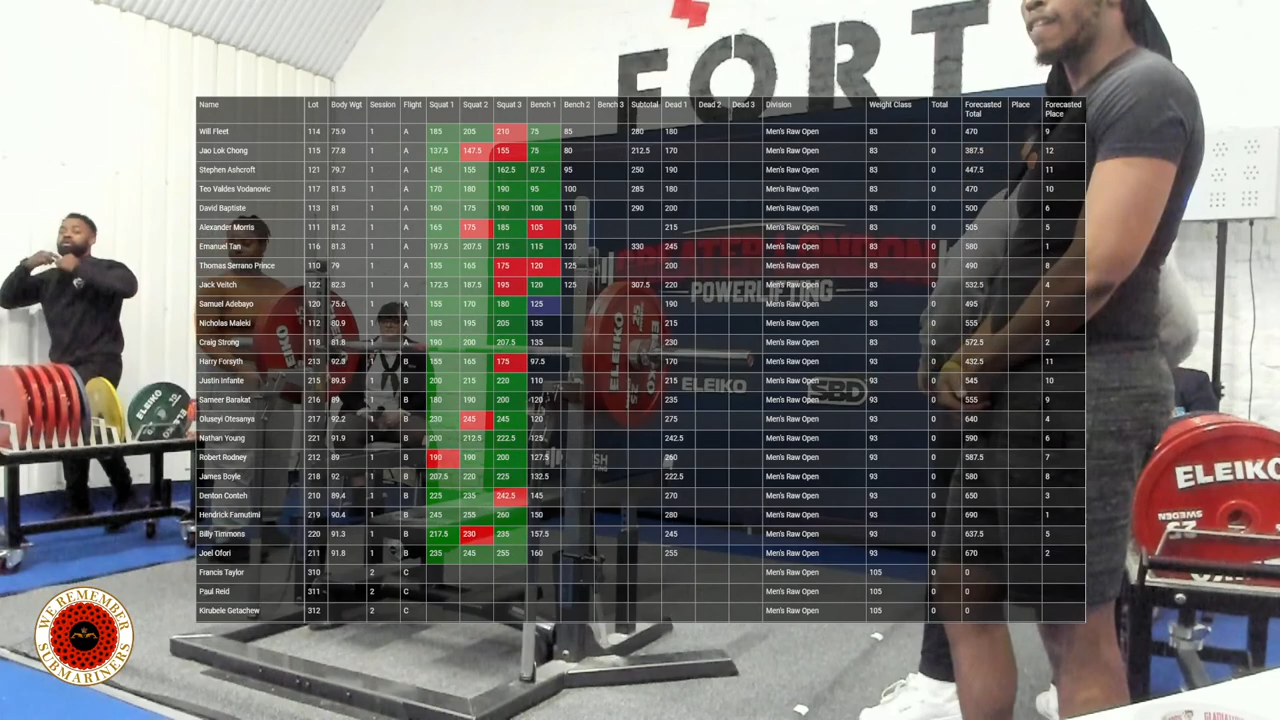 FORT
Name Lot Body Wgt Session Flight Squat 1 Squat 2 Squat 3 Bench 1 Bench 2 Bench 3 Subtotal Dead 1 Dead 2 Dead 3 Division Weight Class Total Forecasted Total Place Forecasted Place
Will Fleet 114 75.9 1 A 185 205 210 75 85 280 180 Men's Raw Open 83 0 470 9
Jao Lok Chong 115 77.8 1 A 137.5 147.5 155 75 80 212.5 170 Men's Raw Open 83 0 387.5 12
Stephen Ashcroft 121 79.7 1 A 145 155 162.5 87.5 95 250 190 Men's Raw Open 83 0 447.5 11
Teo Valdes Vodanovic 117 81.5 1 A 170 180 190 95 100 285 180 Men's Raw Open 83 0 470 10
David Baptiste 113 81 1 A 160 175 190 100 110 290 200 Men's Raw Open 83 0 500 6
Alexander Morris 111 81.2 1 A 165 175 185 105 105 215 Men's Raw Open 83 0 505 5
Emanuel Tan 116 81.3 1 A 197.5 207.5 215 115 120 330 245 Men's Raw Open 83 0 580 1
Thomas Serrano Prince 110 79 1 A 155 165 175 120 125 200 Men's Raw Open 83 0 490 8
Jack Veitch 122 82.3 1 A 172.5 187.5 195 120 125 307.5 220 Men's Raw Open 83 0 532.5 4
Samuel Adebayo 120 75.6 1 A 155 170 180 125 190 Men's Raw Open 83 0 495 7
Nicholas Maleki 112 80.9 1 A 185 195 205 135 215 Men's Raw Open 83 0 555 3
Craig Strong 118 81.8 1 A 190 200 207.5 135 230 Men's Raw Open 83 0 572.5 2
Harry Forsyth 213 92.8 1 B 155 165 175 97.5 170 Men's Raw Open 93 0 432.5 11
Justin Infante 215 89.5 1 B 200 215 220 110 215 Men's Raw Open 93 0 545 10
Sameer Barakat 216 89 1 B 180 190 200 120 235 Men's Raw Open 93 0 555 9
Oluseyi Otesanya 217 92.2 1 B 230 245 245 120 275 Men's Raw Open 93 0 640 4
Nathan Young 221 91.9 1 B 200 212.5 222.5 125 242.5 Men's Raw Open 93 0 590 6
Robert Rodney 212 89 1 B 190 190 200 127.5 260 Men's Raw Open 93 0 587.5 7
James Boyle 218 92 1 B 207.5 220 225 132.5 222.5 Men's Raw Open 93 0 580 8
Denton Conteh 210 89.4 1 B 225 235 242.5 145 270 Men's Raw Open 93 0 650 3
Hendrick Famutimi 219 90.4 1 B 245 255 260 150 280 Men's Raw Open 93 0 690 1
Billy Timmons 220 91.3 1 B 217.5 230 235 157.5 245 Men's Raw Open 93 0 637.5 5
Joel Ofori 211 91.8 1 B 235 245 255 160 255 Men's Raw Open 93 0 670 2
Francis Taylor 310 2 C Men's Raw Open 105 0 0
Paul Reid 311 2 C Men's Raw Open 105 0 0
Kirubele Getachew 312 2 C Men's Raw Open 105 0 0
ELEIKO
SBD
ELEIKO
25
ELEIKO
ELEIKO
SWEDEN
25
WE REMEMBER
SUBMARINERS